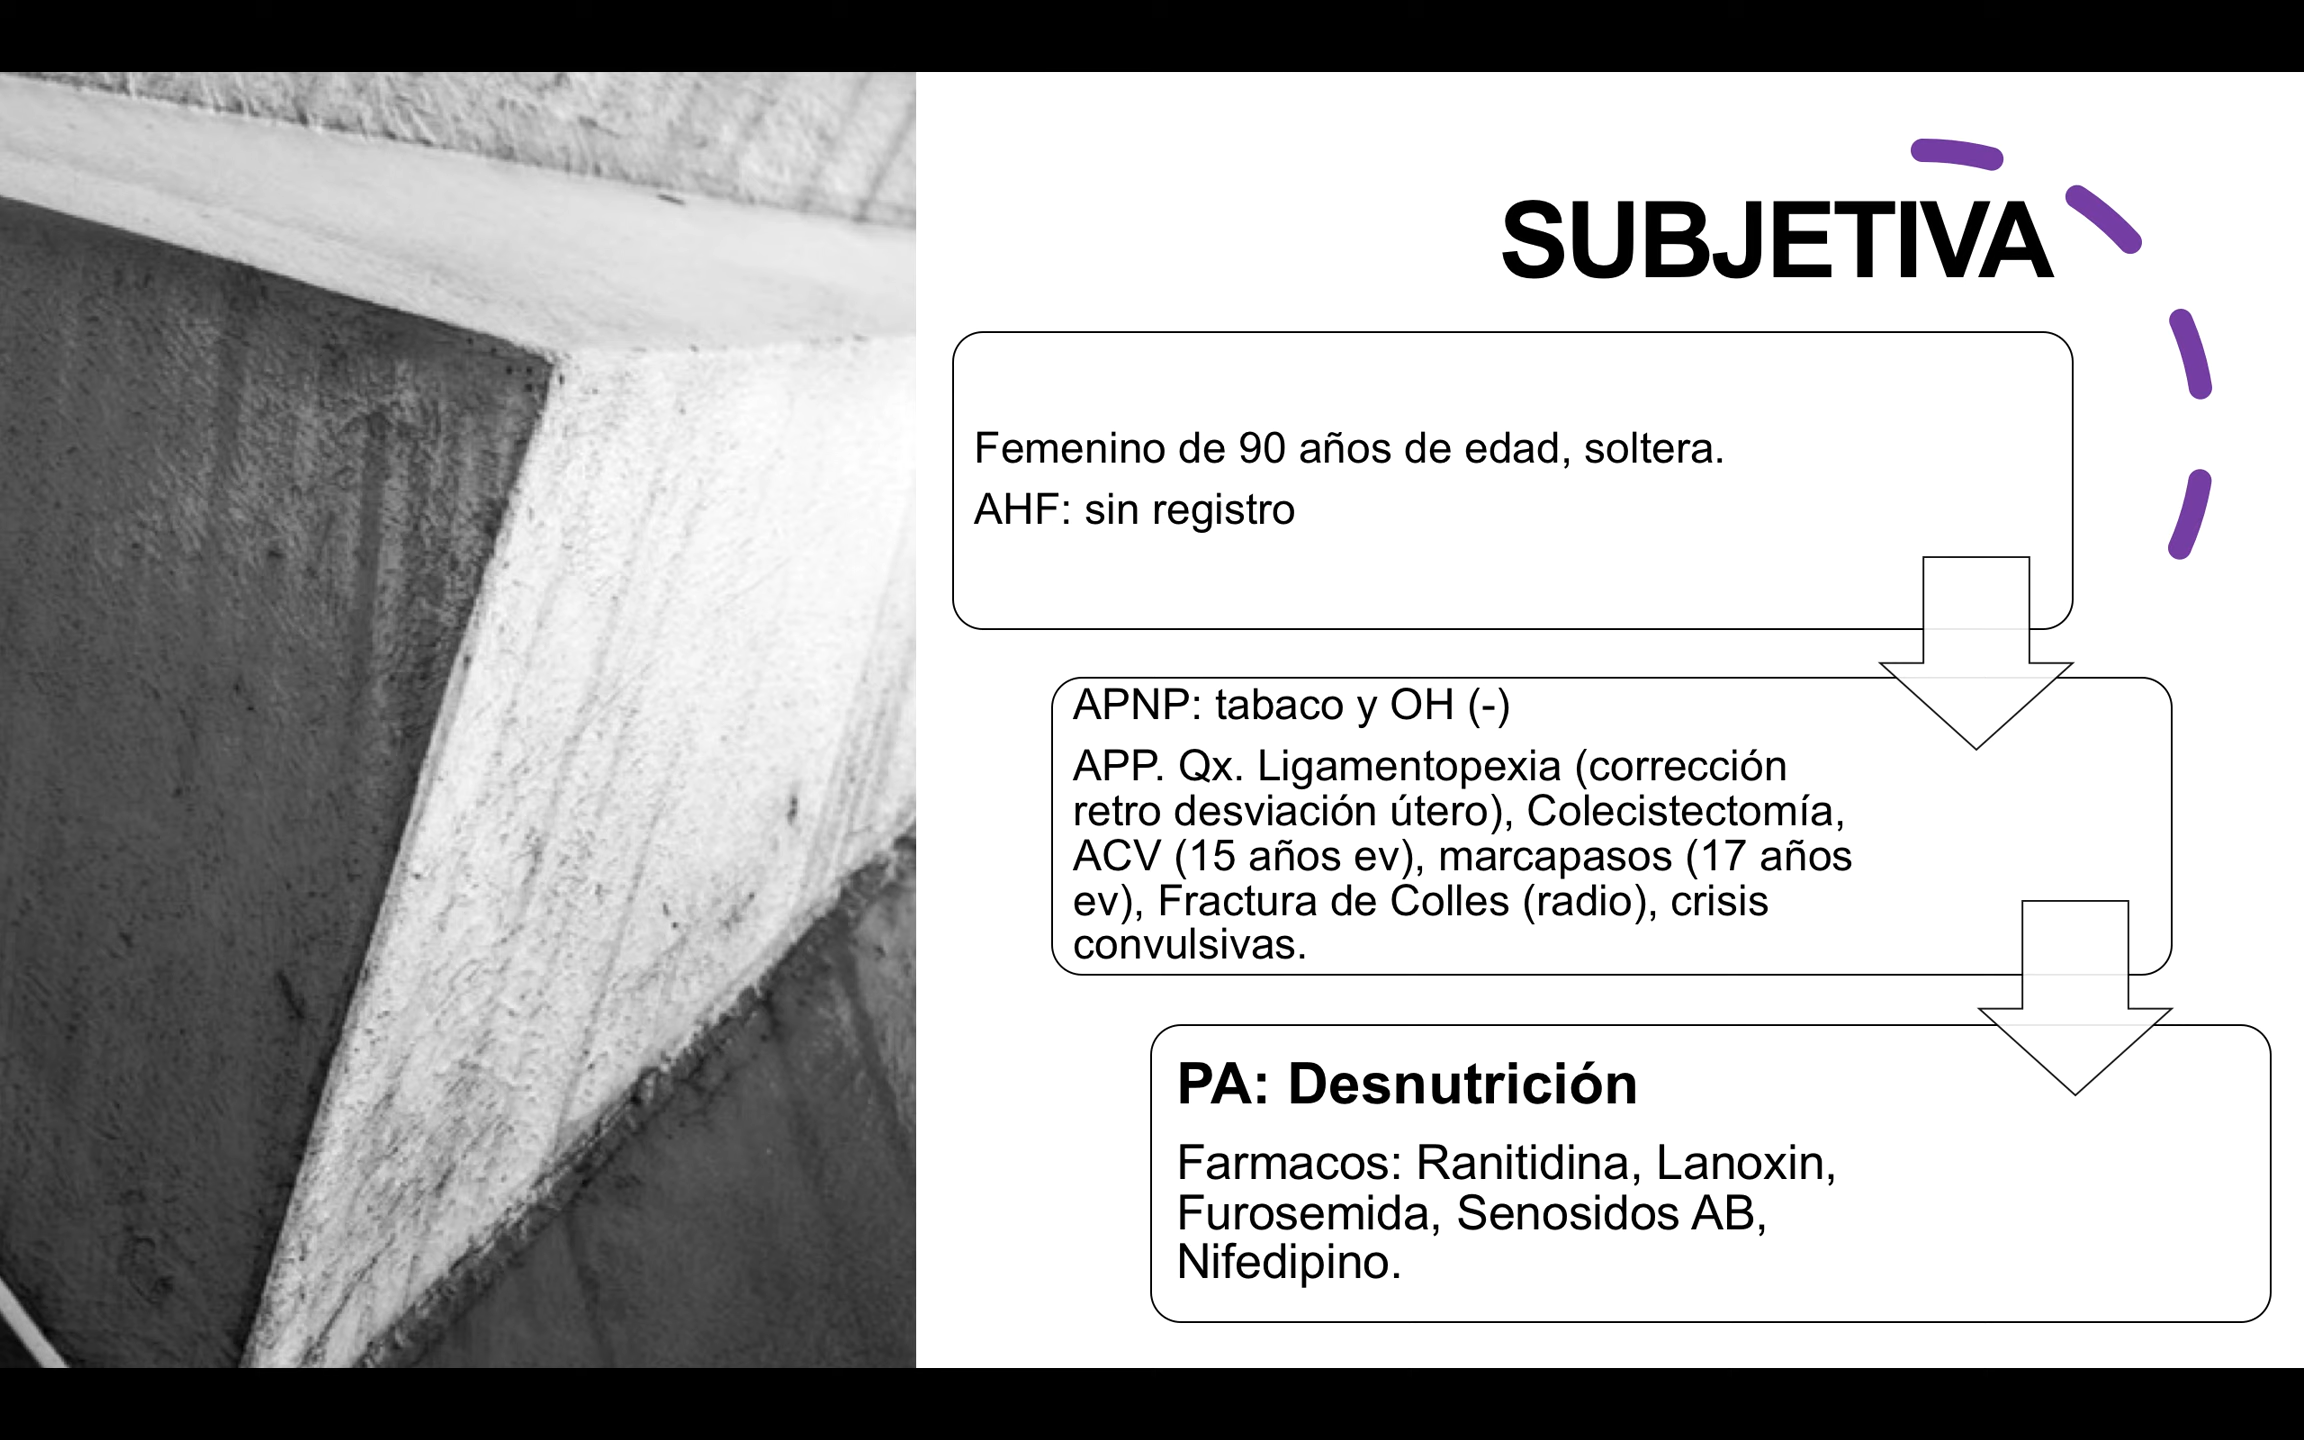 SUBJETIVA
Femenino de 90 años de edad, soltera.
AHF: sin registro
APNP: tabaco y OH (-)
APP. Qx. Ligamentopexia (corrección
retro desviación útero), Colecistectomía,
ACV (15 años ev), marcapasos (17 años
ev), Fractura de Colles (radio), crisis
convulsivas.
PA: Desnutrición
Farmacos: Ranitidina, Lanoxin,
Furosemida, Senosidos AB,
Nifedipino.